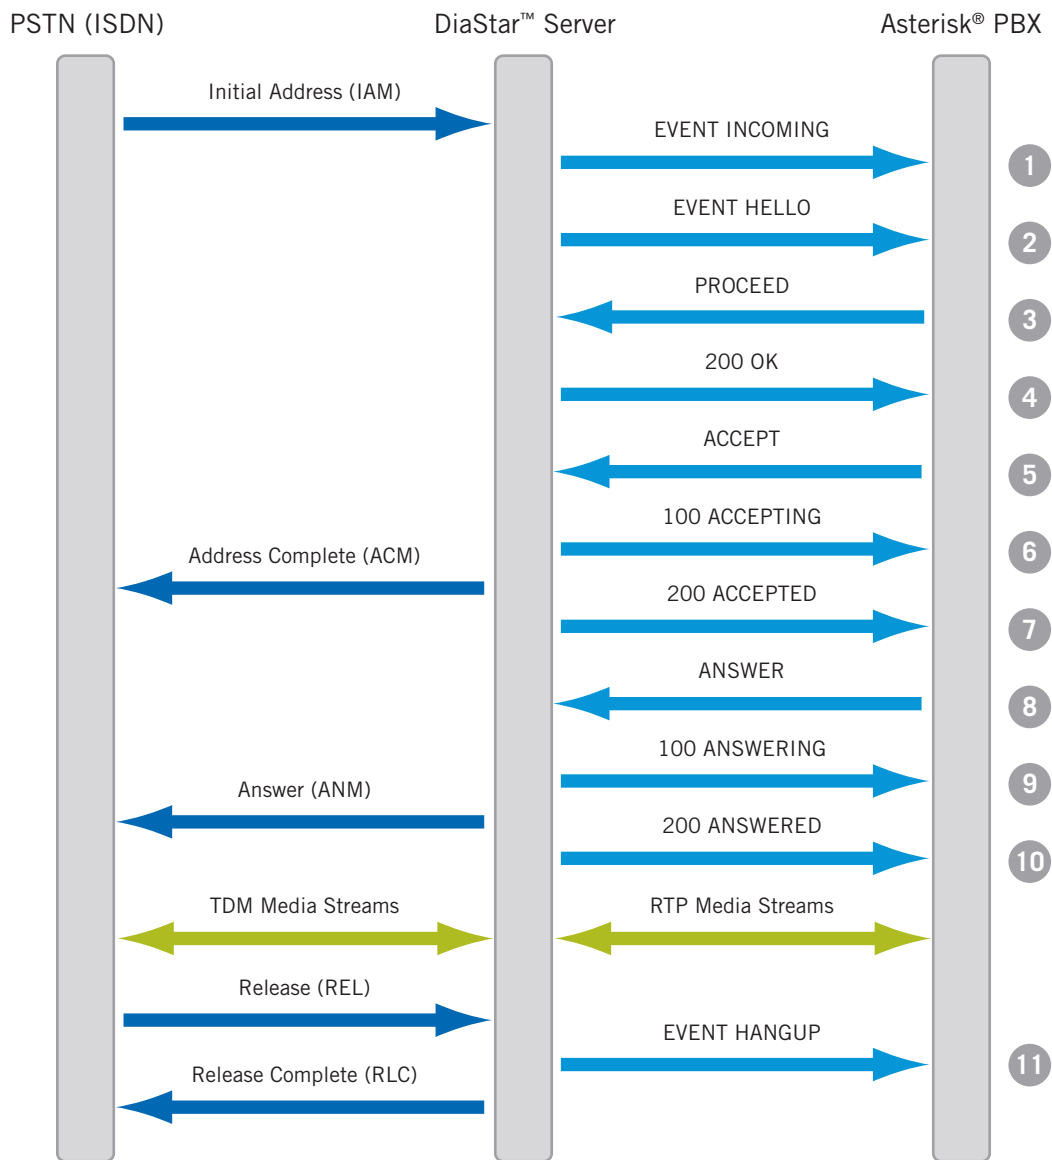 PSTN (ISDN)
DiaStar™ Server
Asterisk® PBX
Initial Address (IAM)
EVENT INCOMING
1
EVENT HELLO
2
PROCEED
3
200 OK
4
ACCEPT
5
100 ACCEPTING
6
Address Complete (ACM)
200 ACCEPTED
7
ANSWER
8
100 ANSWERING
9
Answer (ANM)
200 ANSWERED
10
TDM Media Streams
RTP Media Streams
Release (REL)
EVENT HANGUP
11
Release Complete (RLC)